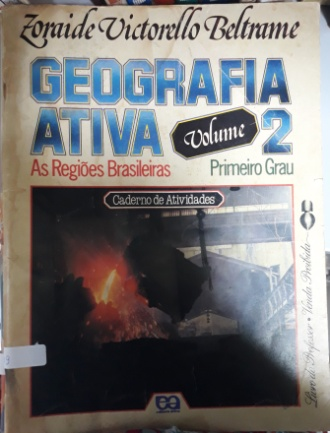 Zoraide Victorello Beltrame
GEOGRAFIA
ATIVA Volume 2
As Regiões Brasileiras Primeiro Grau
Caderno de Atividades
Livro do Professor • Venda Proibida